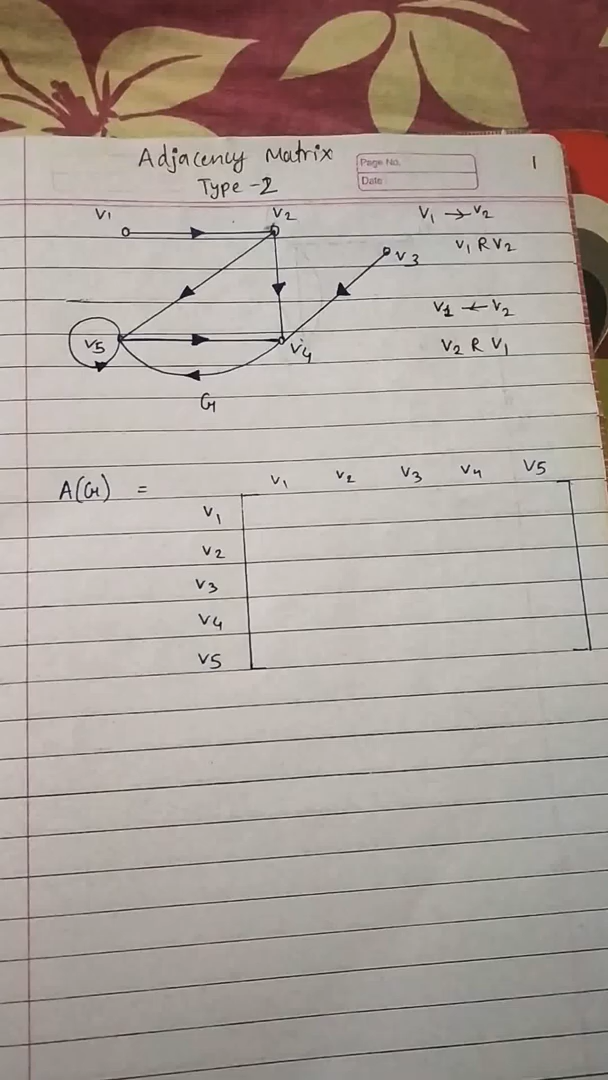 Adjacency Matrix
Type-2
Page No.
Date
1
V1
V2
V1 → V2
V3
V1 R V2
V1 ← V2
V5
V4
V2 R V1
G
A(G) =
V1 V2 V3 V4 V5
V1
V2
V3
V4
V5